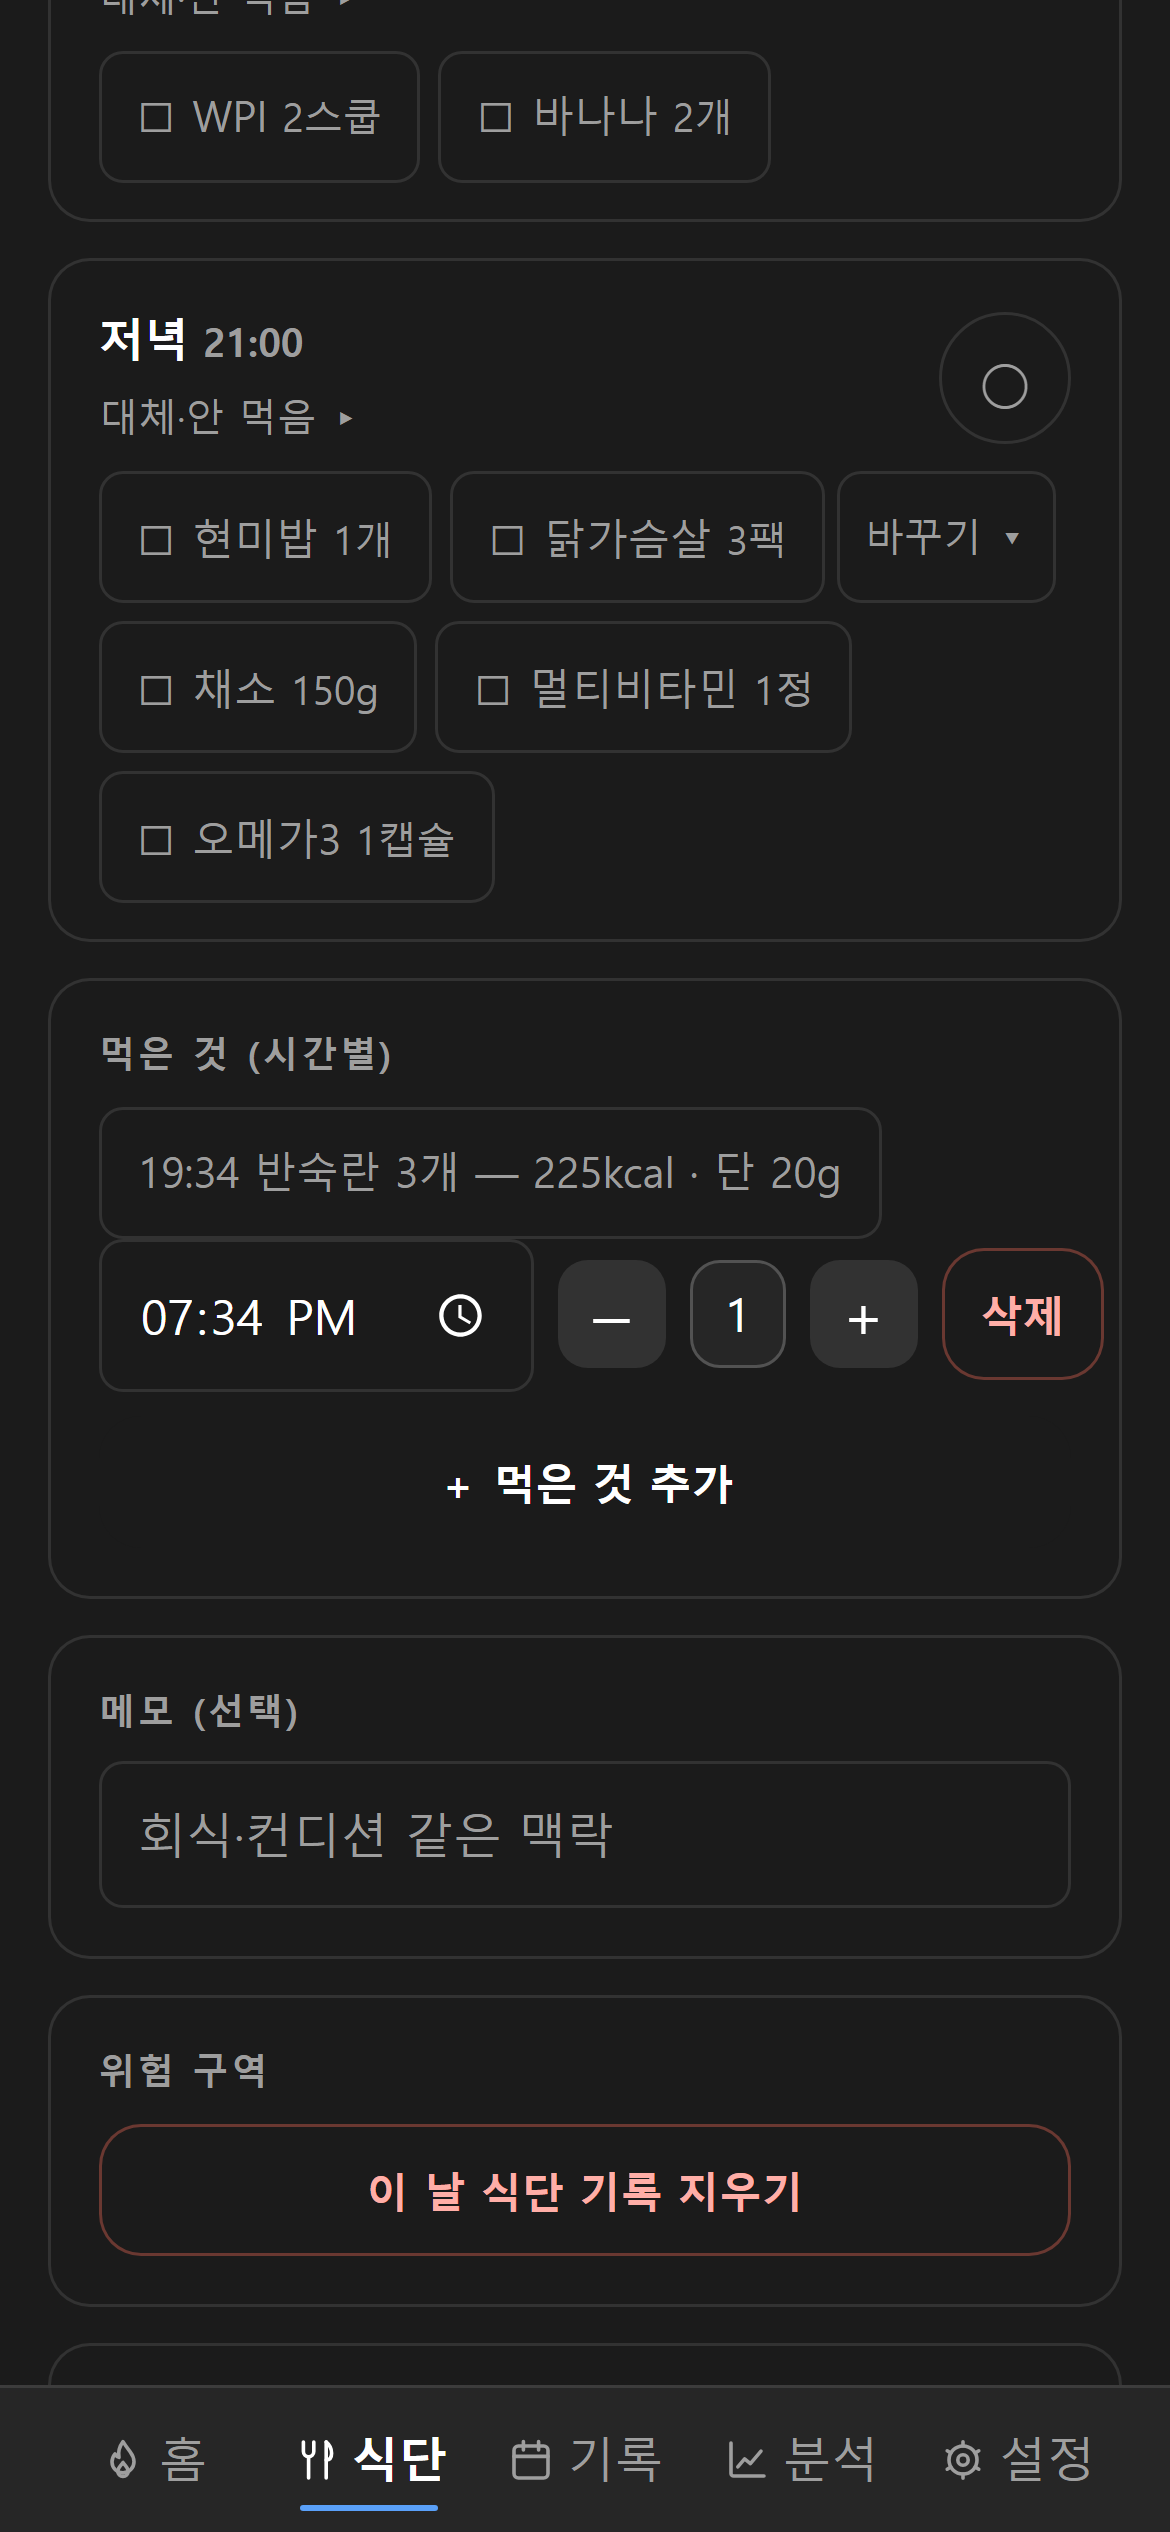 대체·안 먹음 ▸
☐ WPI 2스쿱 ☐ 바나나 2개
저녁 21:00
대체·안 먹음 ▸
☐ 현미밥 1개 ☐ 닭가슴살 3팩 바꾸기 ▾
☐ 채소 150g ☐ 멀티비타민 1정
☐ 오메가3 1캡슐
먹은 것 (시간별)
19:34 반숙란 3개 — 225kcal · 단 20g
07:34 PM — 1 + 삭제
+ 먹은 것 추가
메모 (선택)
회식·컨디션 같은 맥락
위험 구역
이 날 식단 기록 지우기
홈 식단 기록 분석 설정